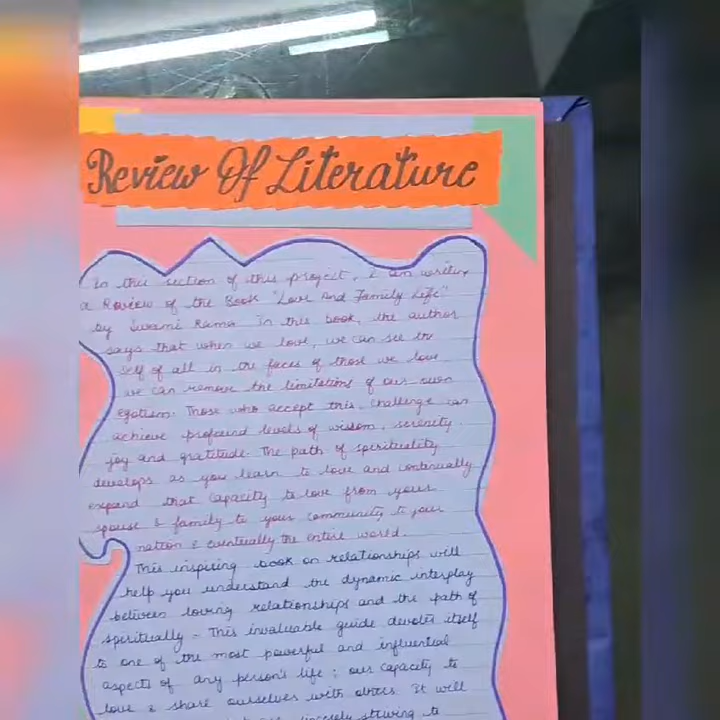 Review Of Literature
In this section of this project, I am writing
a Review of the Book "Love And Family Life"
by Swami Rama In this book, the author
says that when we love, we can see the
self of all in the faces of those we love
we can remove the limitations of our own
egotism. Those who accept this challenge can
achieve profound levels of wisdom, serenity
joy and gratitude. The path of spirituality
develops as you learn to love and continually
expand that capacity to love from your
spouse & family to your community to your
nation & eventually the entire world.
This inspiring book on relationships will
help you understand the dynamic interplay
between loving relationships and the path of
spiritually - This invaluable guide devotes itself
to one of the most powerful and influential
aspects of any person's life ; our capacity to
love & share ourselves with others. It will
sincerely striving to